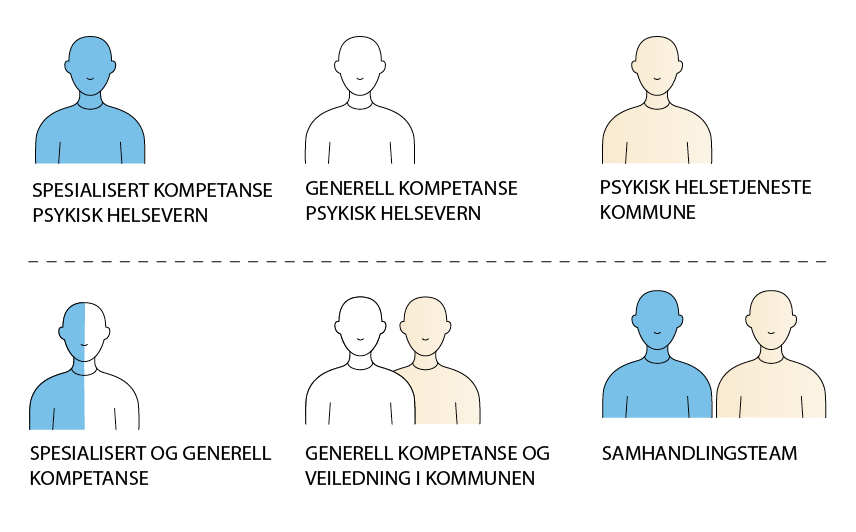 SPESIALISERT KOMPETANSE
PSYKISK HELSEVERN
GENERELL KOMPETANSE
PSYKISK HELSEVERN
PSYKISK HELSETJENESTE
KOMMUNE
SPESIALISERT OG GENERELL
KOMPETANSE
GENERELL KOMPETANSE OG
VEILEDNING I KOMMUNEN
SAMHANDLINGSTEAM